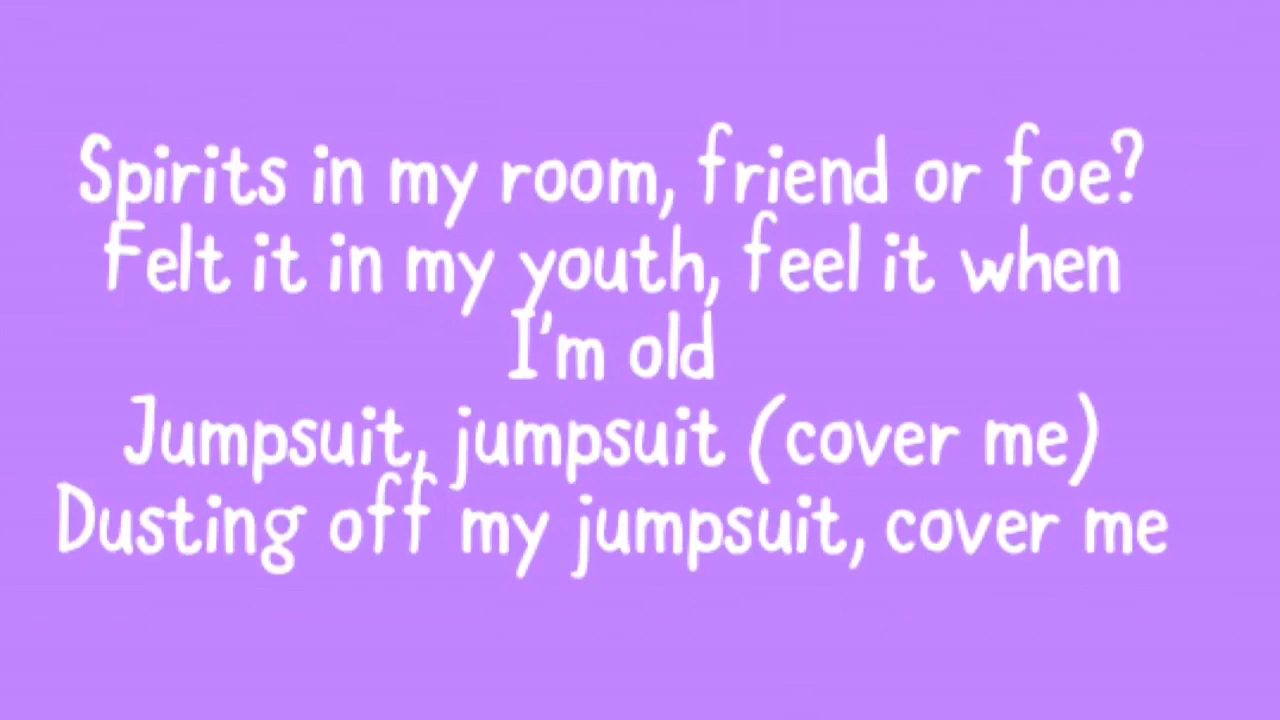 Spirits in my room, friend or foe?
Felt it in my youth, feel it when
I'm old
Jumpsuit, jumpsuit (cover me)
Dusting off my jumpsuit, cover me